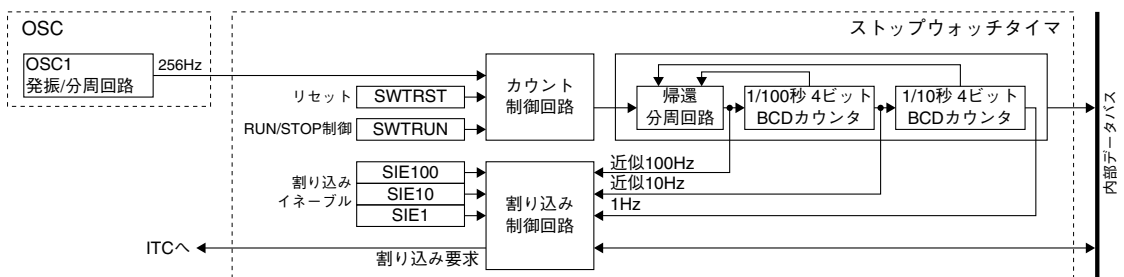 OSC
ストップウォッチタイマ
OSC1
発振/分周回路
256Hz
リセット
SWTRST
RUN/STOP制御
SWTRUN
カウント
制御回路
帰還
分周回路
1/100秒 4ビット
BCDカウンタ
1/10秒 4ビット
BCDカウンタ
内部データバス
割り込み
イネーブル
SIE100
SIE10
SIE1
割り込み
制御回路
近似100Hz
近似10Hz
1Hz
ITCへ
割り込み要求